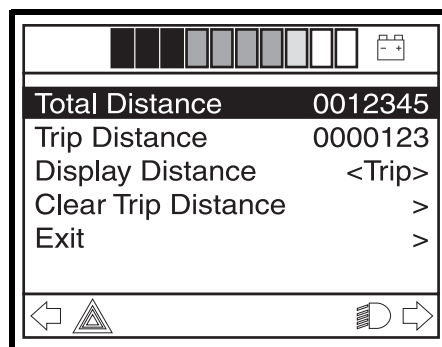 Total Distance 0012345
Trip Distance 0000123
Display Distance <Trip>
Clear Trip Distance >
Exit >